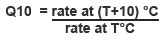 Q10 = rate at (T+10) °C
rate at T°C